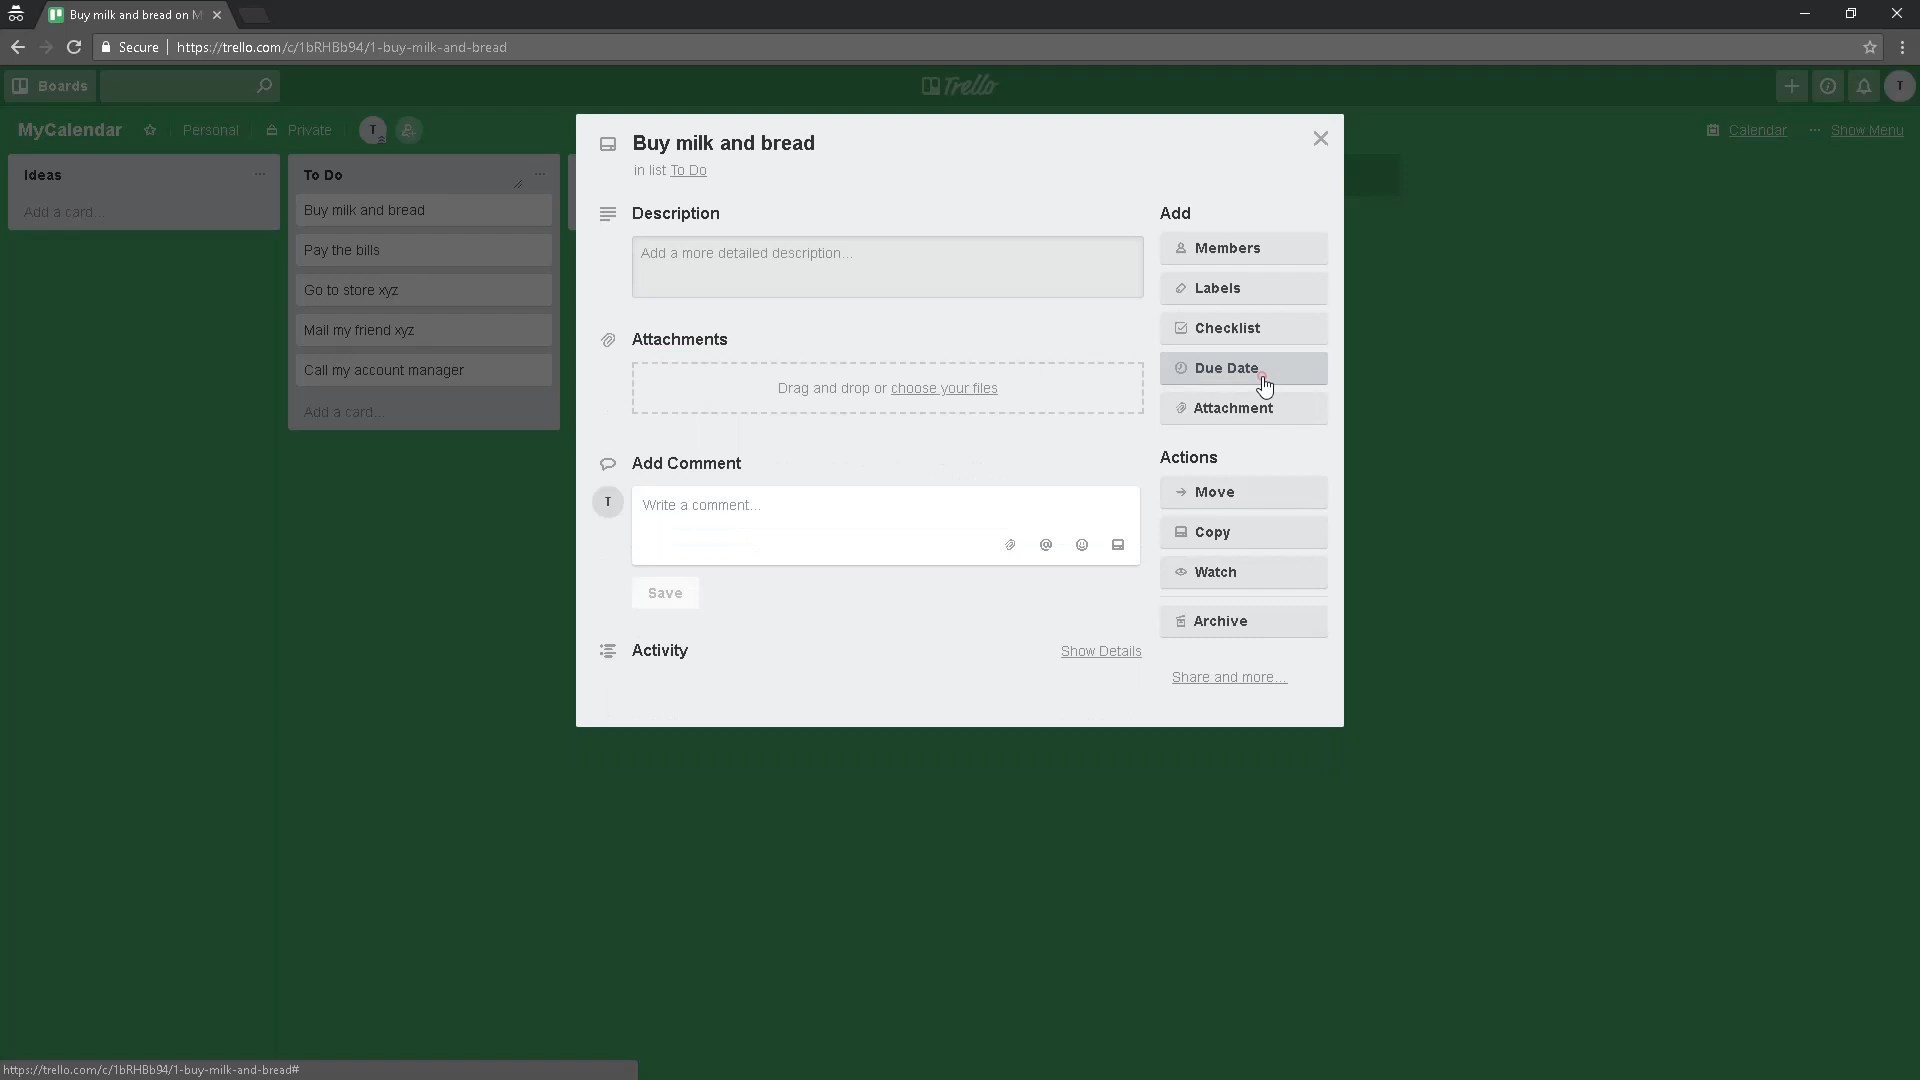 Buy milk and bread on M
Secure
https://trello.com/c/1bRHBb94/1-buy-milk-and-bread
Boards
Trello
T
MyCalendar
Personal
Private
T
Calendar
Show Menu
Ideas
Add a card...
To Do
Buy milk and bread
Pay the bills
Go to store xyz
Mail my friend xyz
Call my account manager
Add a card...
Buy milk and bread
in list To Do
Description
Add a more detailed description...
Attachments
Drag and drop or choose your files
Add Comment
T
Write a comment...
Save
Activity
Show Details
Add
Members
Labels
Checklist
Due Date
Attachment
Actions
Move
Copy
Watch
Archive
Share and more...
https://trello.com/c/1bRHBb94/1-buy-milk-and-bread#